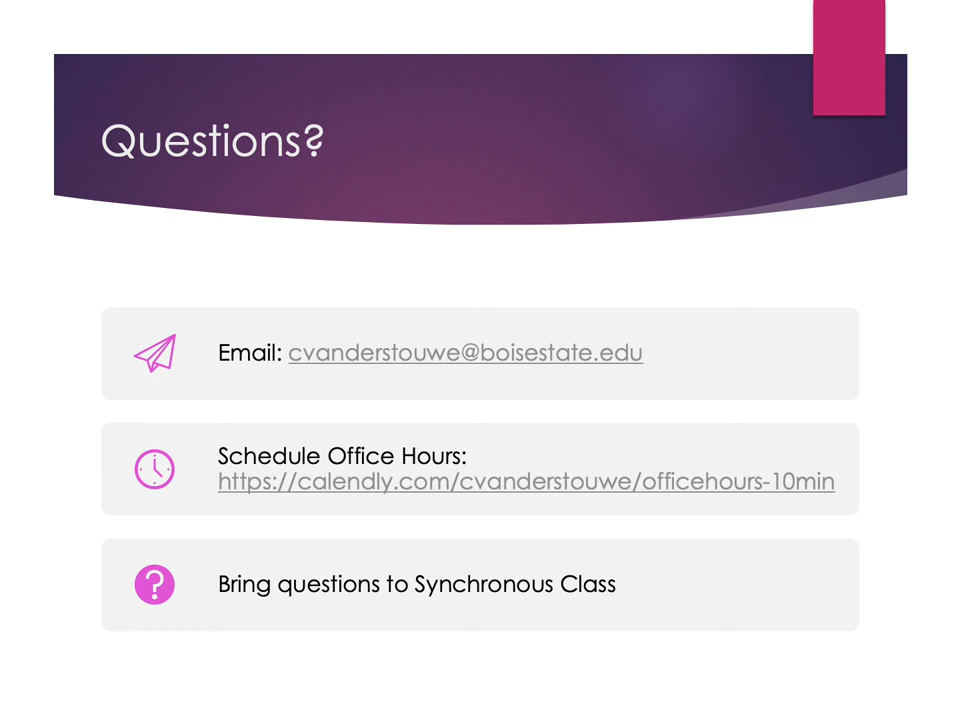 Questions?
Email: cvanderstouwe@boisestate.edu
Schedule Office Hours:
https://calendly.com/cvanderstouwe/officehours-10min
Bring questions to Synchronous Class